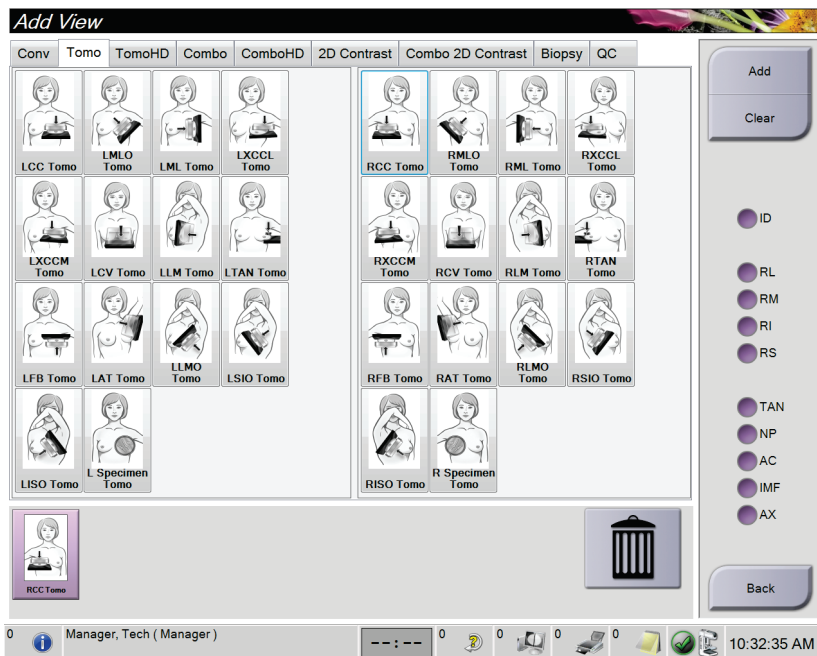 Add View
Conv Tomo TomoHD Combo ComboHD 2D Contrast Combo 2D Contrast Biopsy QC
Add
Clear
LCC Tomo
LMLO
Tomo
LML Tomo
LXCCL
Tomo
RCC Tomo
RMLO
Tomo
RML Tomo
RXCCL
Tomo
LXCCM
Tomo
LCV Tomo
LLM Tomo
LTAN Tomo
RXCCM
Tomo
RCV Tomo
RLM Tomo
RTAN
Tomo
LFB Tomo
LAT Tomo
LLMO
Tomo
LSIO Tomo
RFB Tomo
RAT Tomo
RLMO
Tomo
RSIO Tomo
LISO Tomo
L Specimen
Tomo
RISO Tomo
R Specimen
Tomo
ID
RL
RM
RI
RS
TAN
NP
AC
IMF
AX
RCC Tomo
Back
0 Manager, Tech ( Manager ) --:-- 0 0 0 0 10:32:35 AM